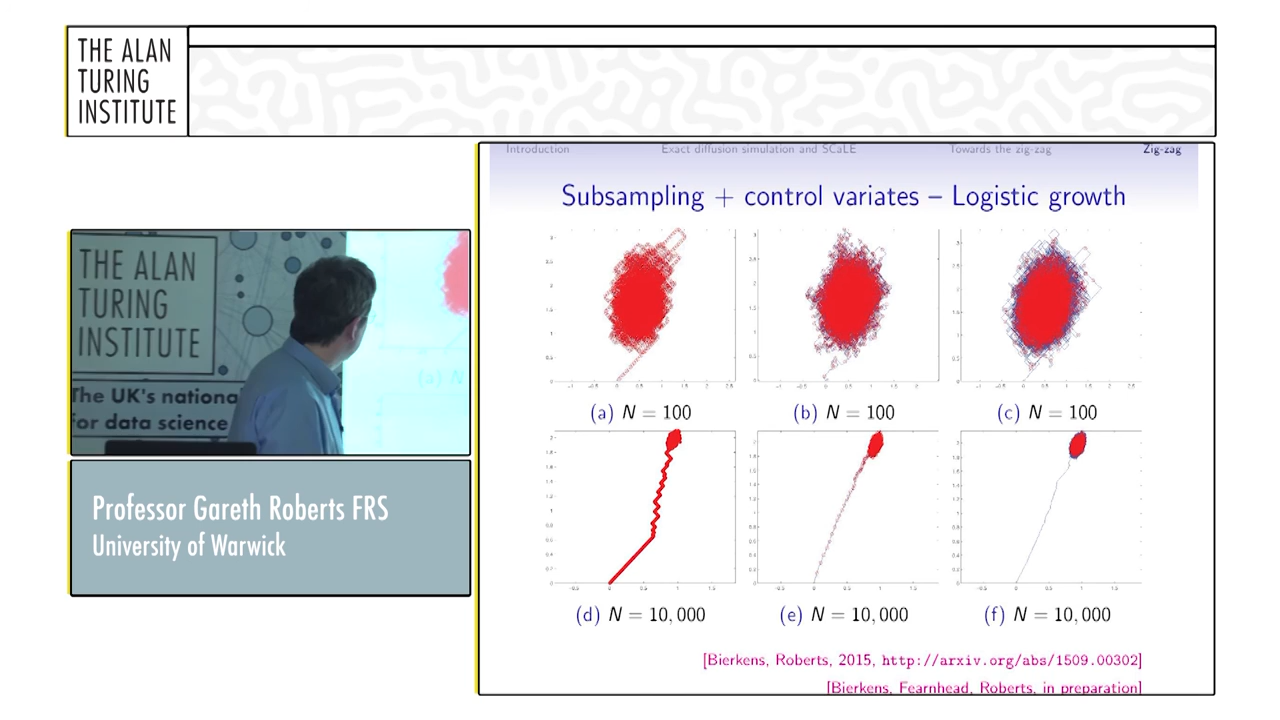 THE ALAN
TURING
INSTITUTE
Introduction Exact diffusion simulation and SCaLE Towards the zig-zag Zig-zag
Subsampling + control variates – Logistic growth
(a) N = 100 (b) N = 100 (c) N = 100
(d) N = 10,000 (e) N = 10,000 (f) N = 10,000
[Bierkens, Roberts, 2015, http://arxiv.org/abs/1509.00302]
[Bierkens, Fearnhead, Roberts, in preparation]
THE ALAN
TURING
INSTITUTE
The UK's nationa
for data science
(a) N
Professor Gareth Roberts FRS
University of Warwick